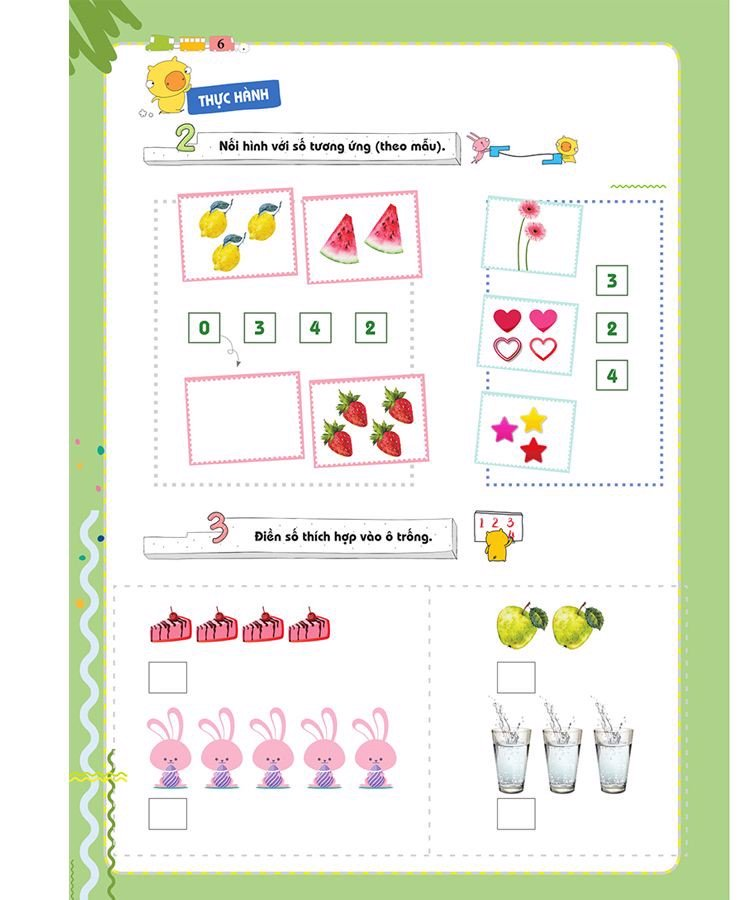 6
THỰC HÀNH
2 Nối hình với số tương ứng (theo mẫu).
0 3 4 2
3
2
4
3 Điền số thích hợp vào ô trống.
1 2 3
4